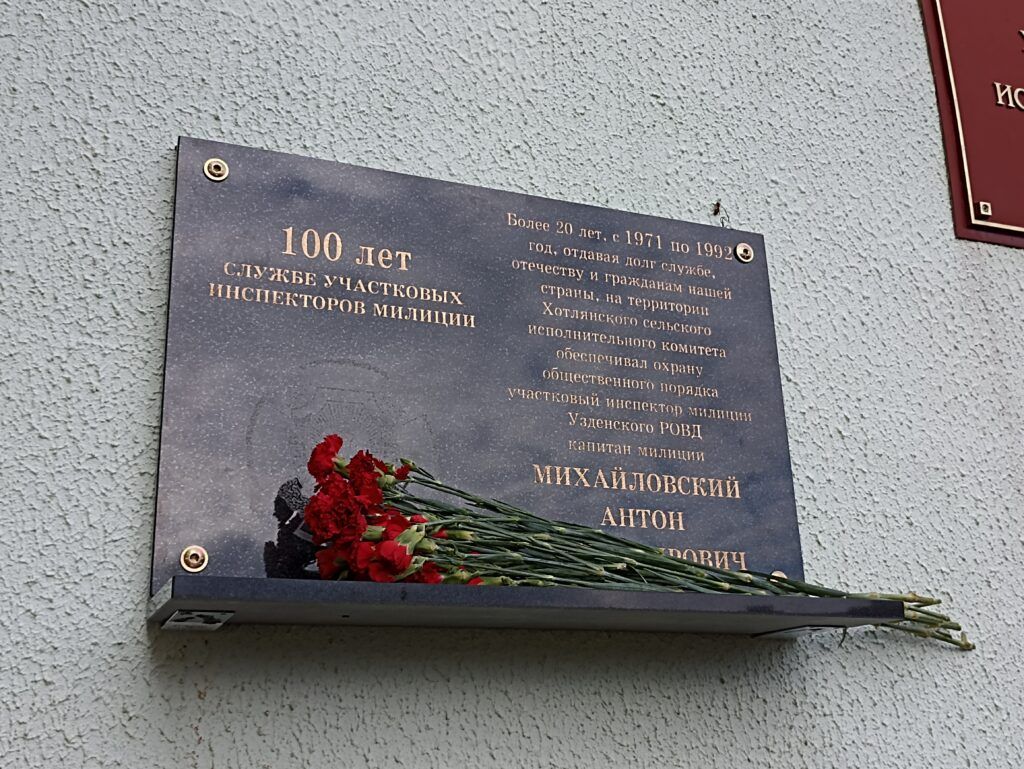 100 лет
СЛУЖБЕ УЧАСТКОВЫХ
ИНСПЕКТОРОВ МИЛИЦИИ
Более 20 лет, с 1971 по 1992
год, отдавая долг службе,
отечеству и гражданам нашей
страны, на территории
Хотлянского сельского
исполнительного комитета
обеспечивал охрану
общественного порядка
участковый инспектор милиции
Узденского РОВД
капитан милиции
МИХАЙЛОВСКИЙ
АНТОН